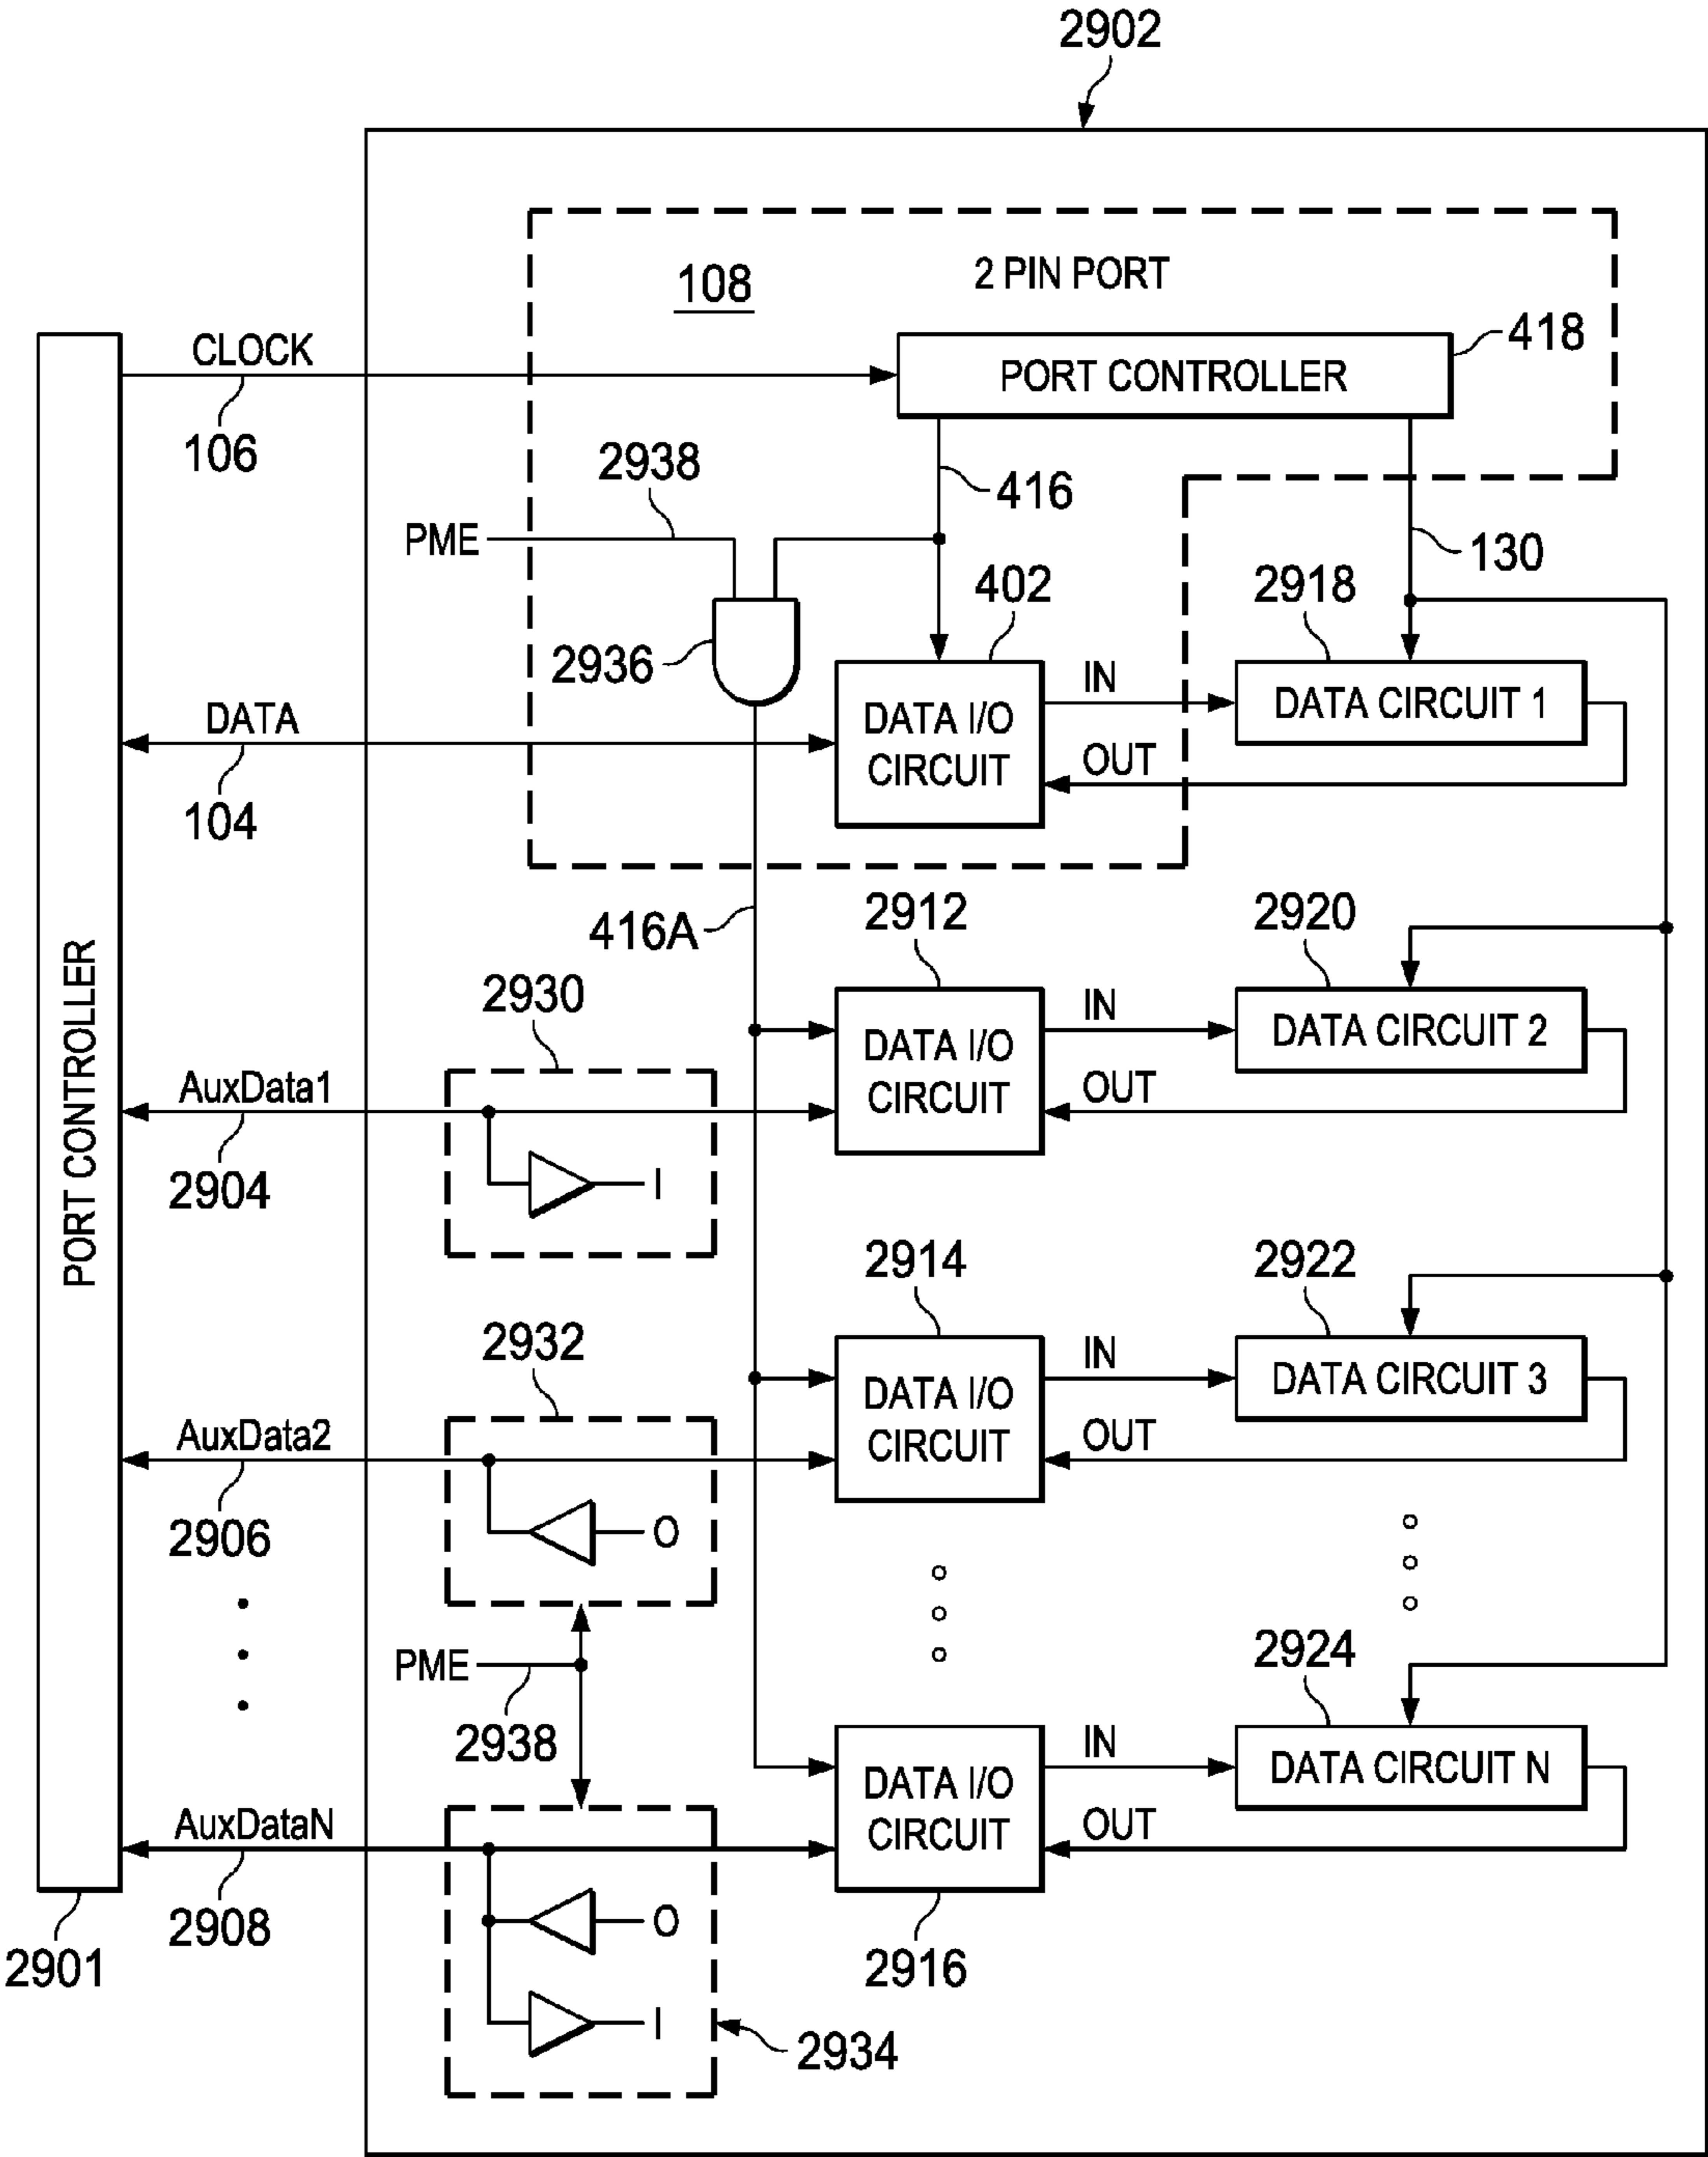 2902
108
2 PIN PORT
CLOCK
106
PORT CONTROLLER
418
2938
416
PME
130
402
2918
2936
DATA
104
DATA I/O
CIRCUIT
IN
OUT
DATA CIRCUIT 1
416A
2912
2920
PORT CONTROLLER
2930
AuxData1
2904
I
DATA I/O
CIRCUIT
IN
OUT
DATA CIRCUIT 2
2914
2922
2932
AuxData2
2906
O
DATA I/O
CIRCUIT
IN
OUT
DATA CIRCUIT 3
PME
2938
2924
AuxDataN
2908
DATA I/O
CIRCUIT
IN
OUT
DATA CIRCUIT N
O
I
2901
2916
2934